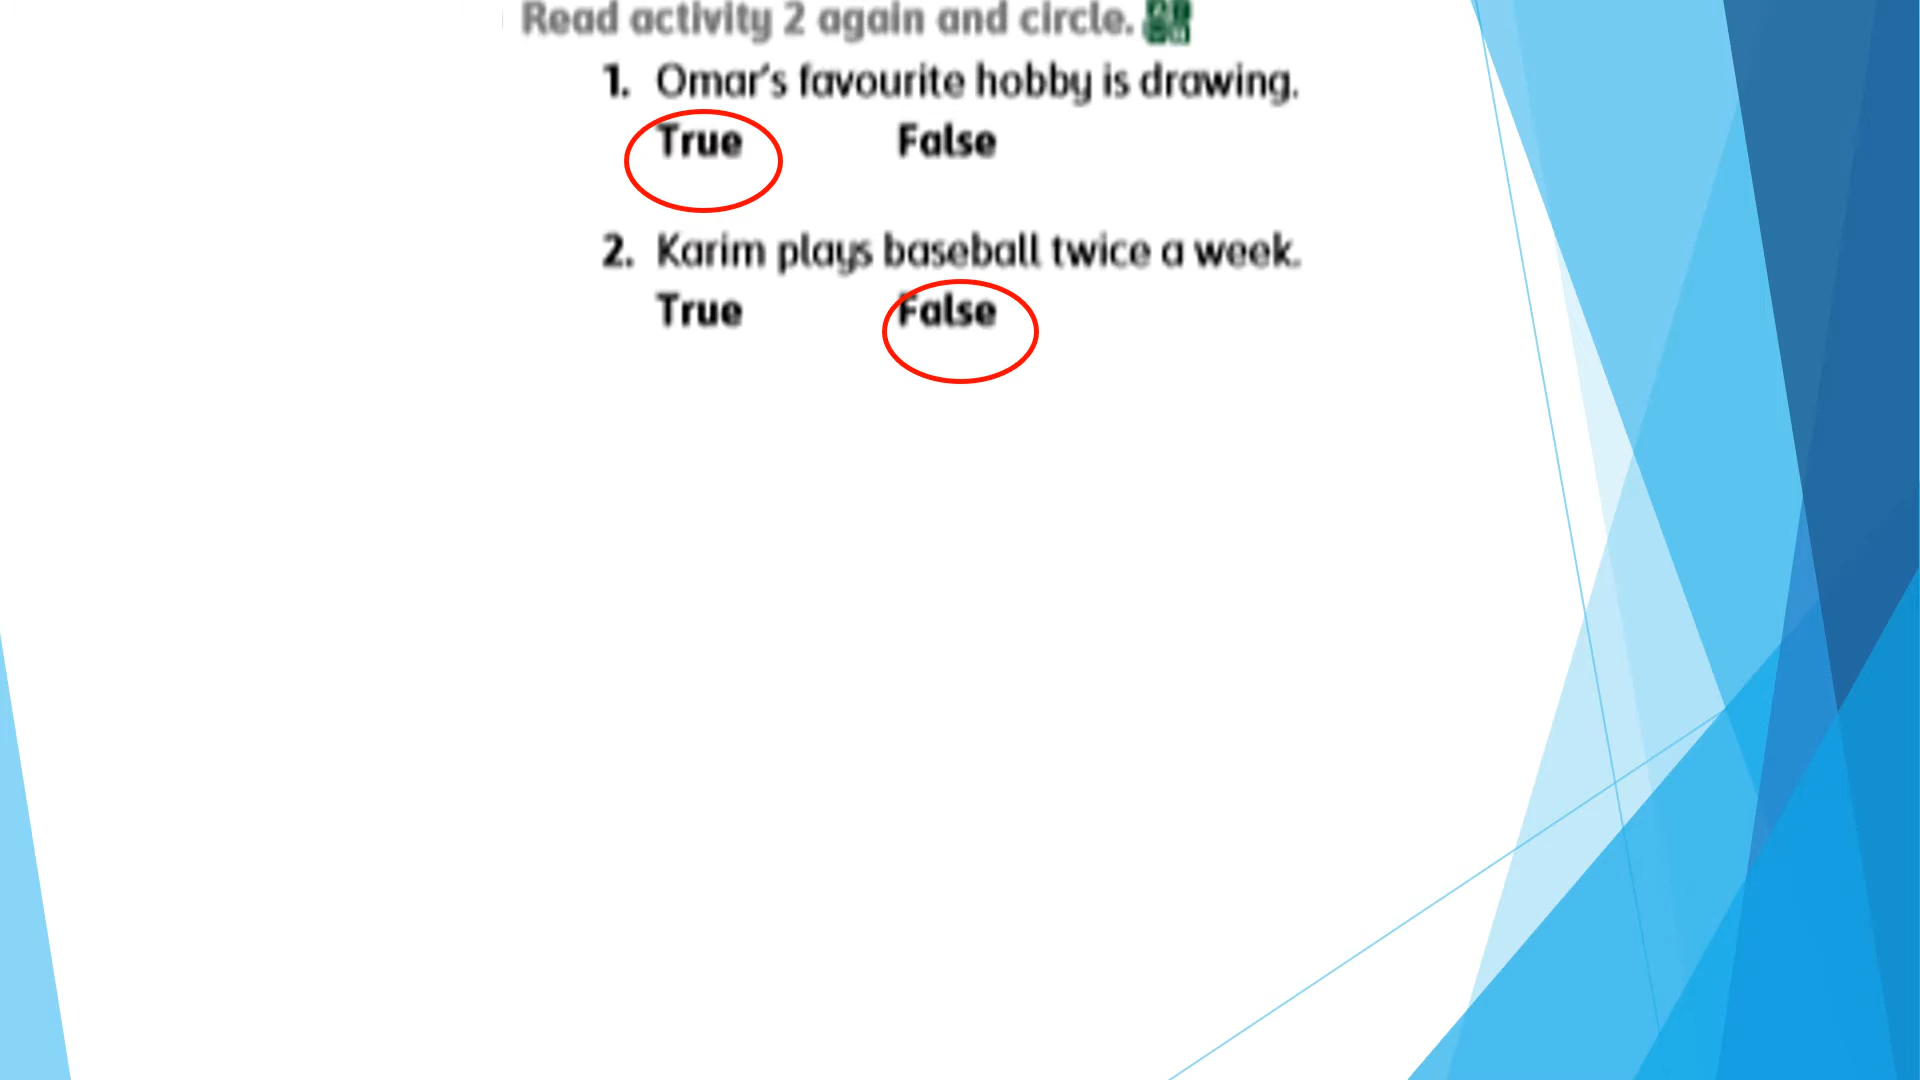 Read activity 2 again and circle.
1. Omar's favourite hobby is drawing.
True False
2. Karim plays baseball twice a week.
True False